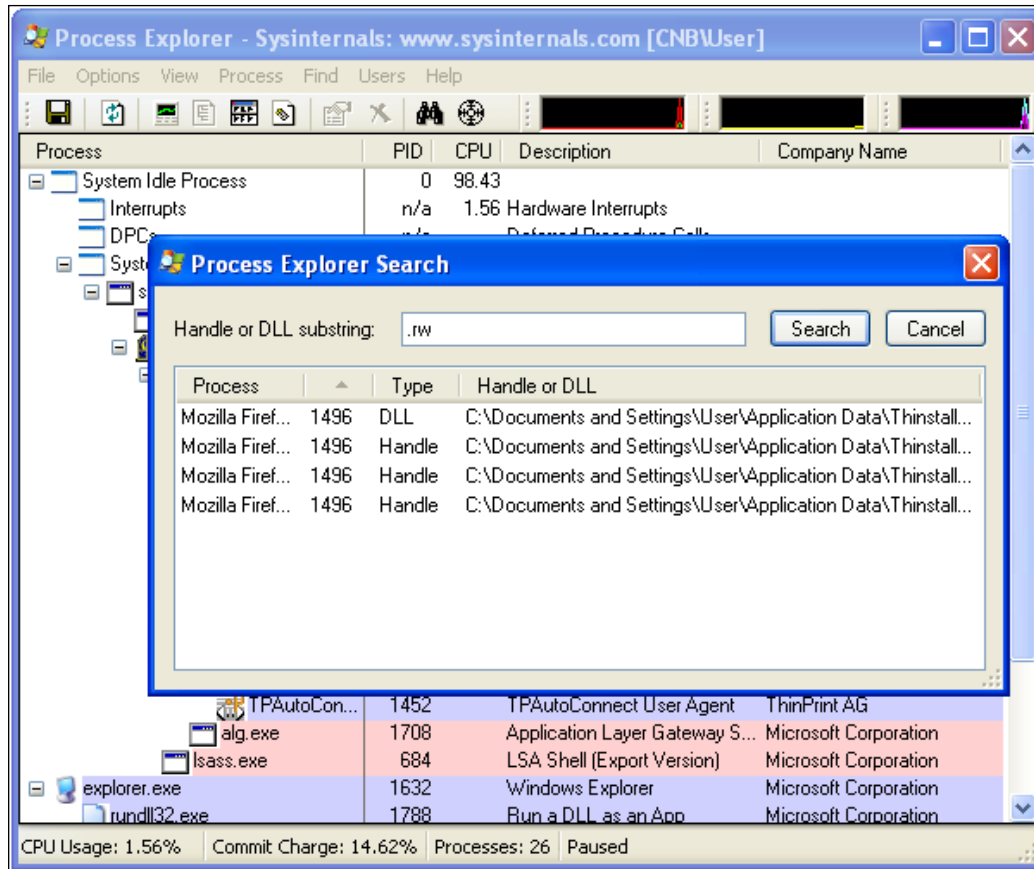 Process Explorer - Sysinternals: www.sysinternals.com [CNB\User]
File Options View Process Find Users Help
Process PID CPU Description Company Name
System Idle Process 0 98.43
Interrupts n/a 1.56 Hardware Interrupts
DPCs
Syst
Process Explorer Search
s
Handle or DLL substring: .rw Search Cancel
Process Type Handle or DLL
Mozilla Firef... 1496 DLL C:\Documents and Settings\User\Application Data\Thinstall...
Mozilla Firef... 1496 Handle C:\Documents and Settings\User\Application Data\Thinstall...
Mozilla Firef... 1496 Handle C:\Documents and Settings\User\Application Data\Thinstall...
Mozilla Firef... 1496 Handle C:\Documents and Settings\User\Application Data\Thinstall...
TPAutoCon... 1452 TPAutoConnect User Agent ThinPrint AG
alg.exe 1708 Application Layer Gateway S... Microsoft Corporation
lsass.exe 684 LSA Shell (Export Version) Microsoft Corporation
explorer.exe 1632 Windows Explorer Microsoft Corporation
rundll32.exe 1788 Run a DLL as an App Microsoft Corporation
CPU Usage: 1.56% Commit Charge: 14.62% Processes: 26 Paused